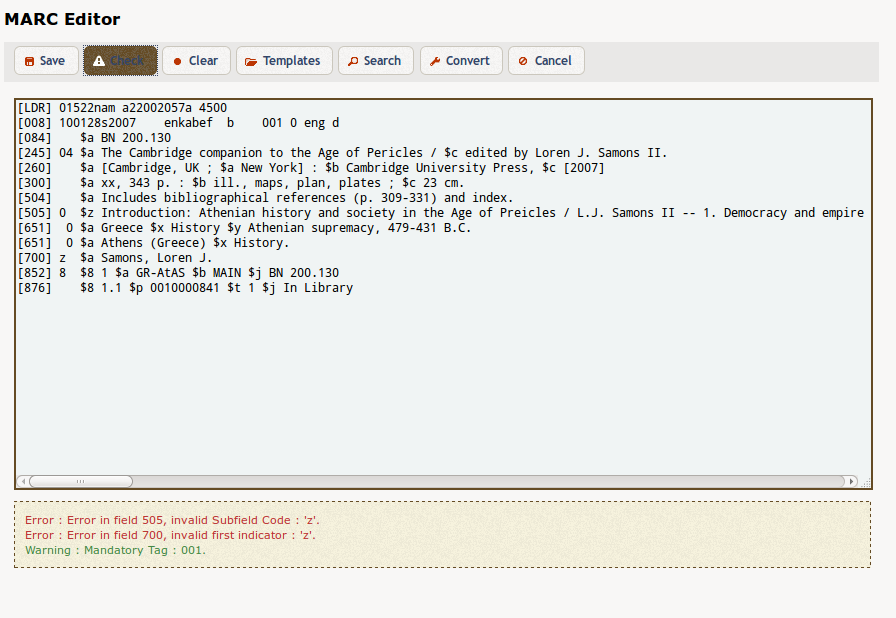 MARC Editor
Save Check Clear Templates Search Convert Cancel
[LDR] 01522nam a22002057a 4500
[008] 100128s2007    enkabef  b    001 0 eng d
[084]    $a BN 200.130
[245] 04 $a The Cambridge companion to the Age of Pericles / $c edited by Loren J. Samons II.
[260]    $a [Cambridge, UK ; $a New York] : $b Cambridge University Press, $c [2007]
[300]    $a xx, 343 p. : $b ill., maps, plan, plates ; $c 23 cm.
[504]    $a Includes bibliographical references (p. 309-331) and index.
[505] 0  $z Introduction: Athenian history and society in the Age of Preicles / L.J. Samons II -- 1. Democracy and empire
[651]  0 $a Greece $x History $y Athenian supremacy, 479-431 B.C.
[651]  0 $a Athens (Greece) $x History.
[700] z  $a Samons, Loren J.
[852] 8  $8 1 $a GR-AtAS $b MAIN $j BN 200.130
[876]    $8 1.1 $p 0010000841 $t 1 $j In Library
Error : Error in field 505, invalid Subfield Code : 'z'.
Error : Error in field 700, invalid first indicator : 'z'.
Warning : Mandatory Tag : 001.